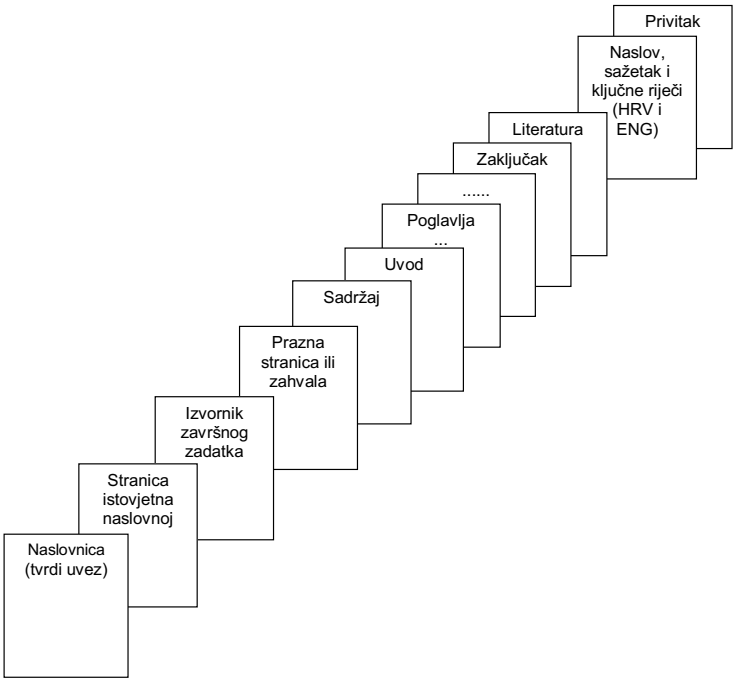 Privitak
Naslov,
sažetak i
ključne riječi
(HRV i
ENG)
Literatura
Zaključak
......
Poglavlja
...
Uvod
Sadržaj
Prazna
stranica ili
zahvala
Izvornik
završnog
zadatka
Stranica
istovjetna
naslovnoj
Naslovnica
(tvrdi uvez)